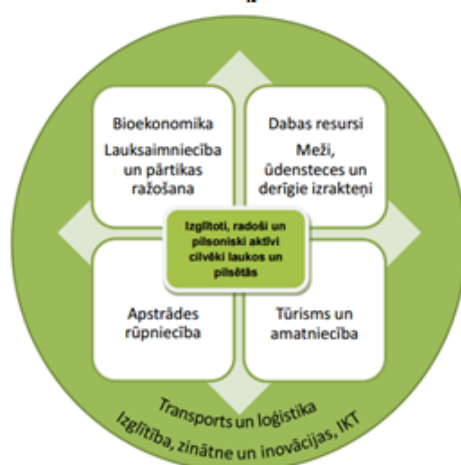 Bioekonomika
Lauksaimniecība
un pārtikas
ražošana
Dabas resursi
Meži,
ūdensteces un
derīgie izrakteņi
Izglītoti, radoši un
pilsoniski aktīvi
cilvēki laukos un
pilsētās
Apstrādes
rūpniecība
Tūrisms un
amatniecība
Transports un loģistika
Izglītība, zinātne un inovācijas, IKT